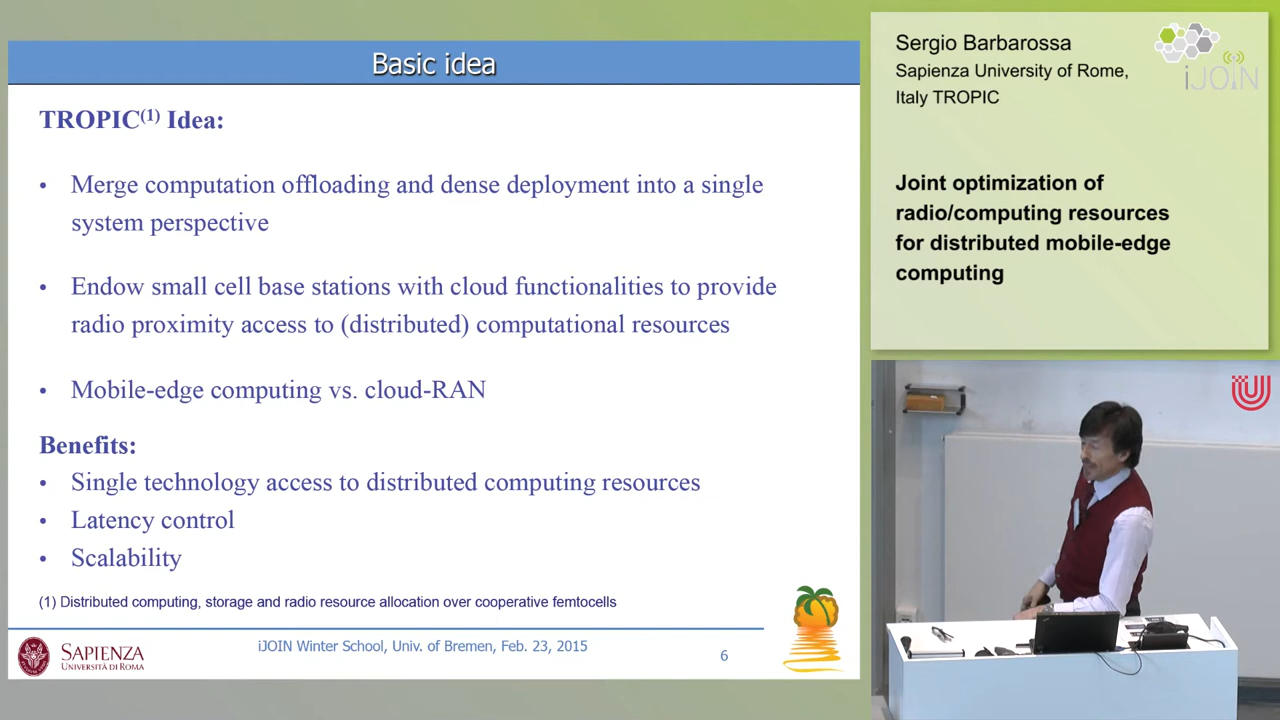 Basic idea
TROPIC(1) Idea:
• Merge computation offloading and dense deployment into a single
system perspective
• Endow small cell base stations with cloud functionalities to provide
radio proximity access to (distributed) computational resources
• Mobile-edge computing vs. cloud-RAN
Benefits:
• Single technology access to distributed computing resources
• Latency control
• Scalability
(1) Distributed computing, storage and radio resource allocation over cooperative femtocells
SAPIENZA
UNIVERSITÀ DI ROMA
iJOIN Winter School, Univ. of Bremen, Feb. 23, 2015
6
Sergio Barbarossa
Sapienza University of Rome,
Italy TROPIC
iJOIN
Joint optimization of
radio/computing resources
for distributed mobile-edge
computing